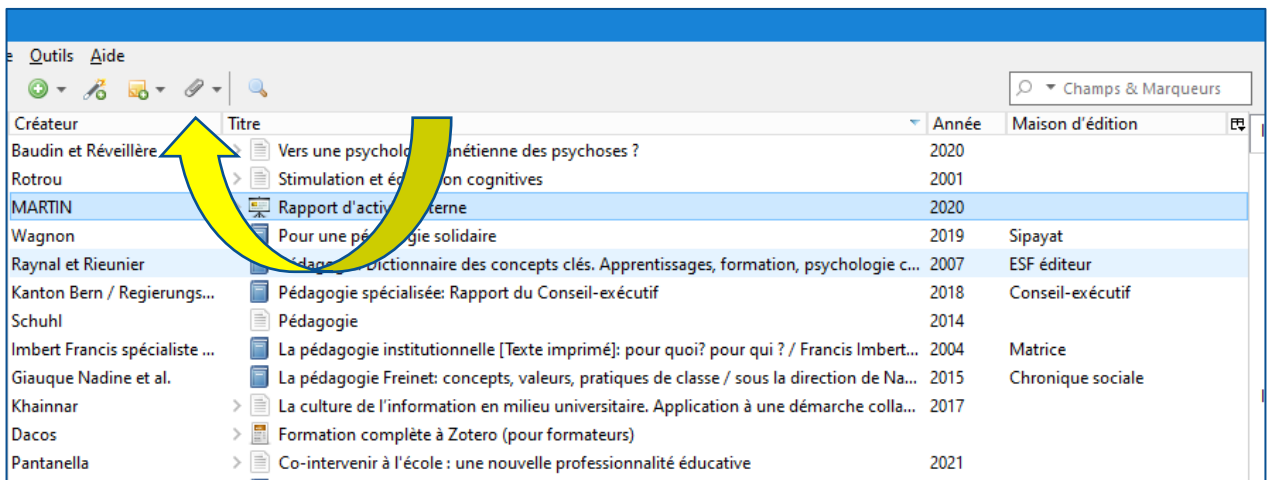 e Outils Aide
Champs & Marqueurs
Créateur Titre Année Maison d'édition
Baudin et Réveillère Vers une psycholo anétienne des psychoses ? 2020
Rotrou Stimulation et éd on cognitives 2001
MARTIN Rapport d'activ terne 2020
Wagnon Pour une pé gie solidaire 2019 Sipayat
Raynal et Rieunier Dictionnaire des concepts clés. Apprentissages, formation, psychologie c... 2007 ESF éditeur
Kanton Bern / Regierungs... Pédagogie spécialisée: Rapport du Conseil-exécutif 2018 Conseil-exécutif
Schuhl Pédagogie 2014
Imbert Francis spécialiste ... La pédagogie institutionnelle [Texte imprimé]: pour quoi? pour qui ? / Francis Imbert... 2004 Matrice
Giauque Nadine et al. La pédagogie Freinet: concepts, valeurs, pratiques de classe / sous la direction de Na... 2015 Chronique sociale
Khainnar La culture de l'information en milieu universitaire. Application à une démarche colla... 2017
Dacos Formation complète à Zotero (pour formateurs)
Pantanella Co-intervenir à l'école : une nouvelle professionnalité éducative 2021